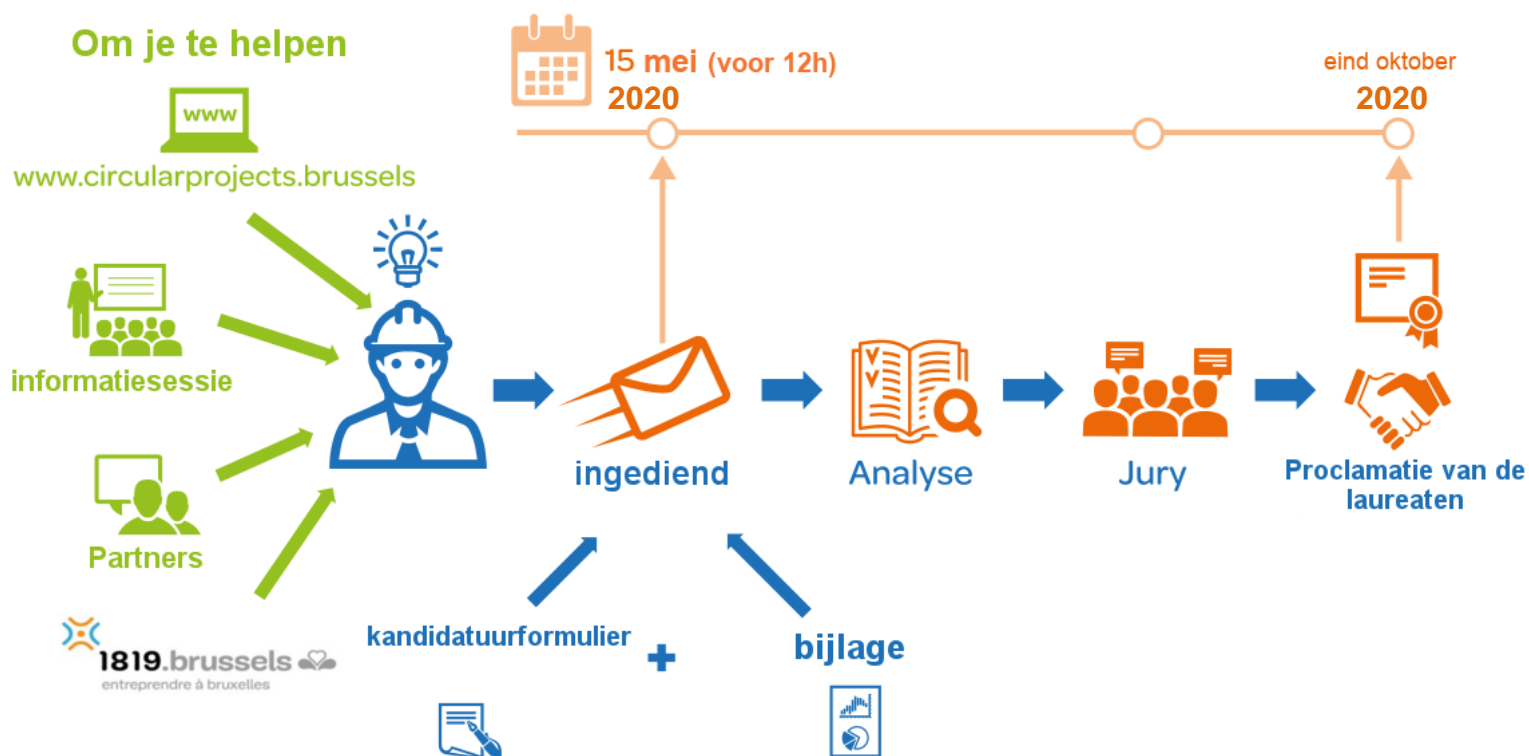 Om je te helpen
www
www.circularprojects.brussels
informatiesessie
Partners
1819.brussels
entreprendre à bruxelles
15 mei (voor 12h)
2020
eind oktober
2020
ingediend
Analyse
Jury
Proclamatie van de
laureaten
kandidatuurformulier
+
bijlage